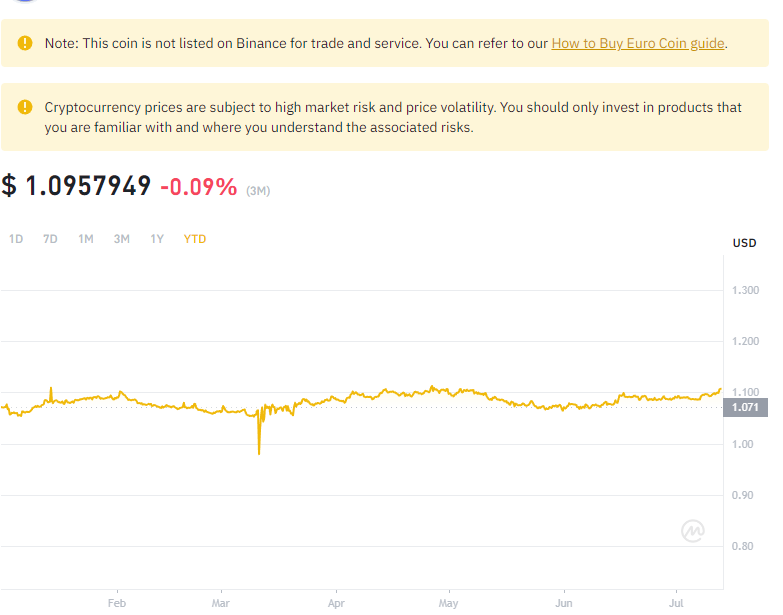 Note: This coin is not listed on Binance for trade and service. You can refer to our How to Buy Euro Coin guide.
Cryptocurrency prices are subject to high market risk and price volatility. You should only invest in products that
you are familiar with and where you understand the associated risks.
$ 1.0957949 -0.09% (3M)
1D 7D 1M 3M 1Y YTD
USD
1.300
1.200
1.100
1.071
1.00
0.90
0.80
Feb Mar Apr May Jun Jul